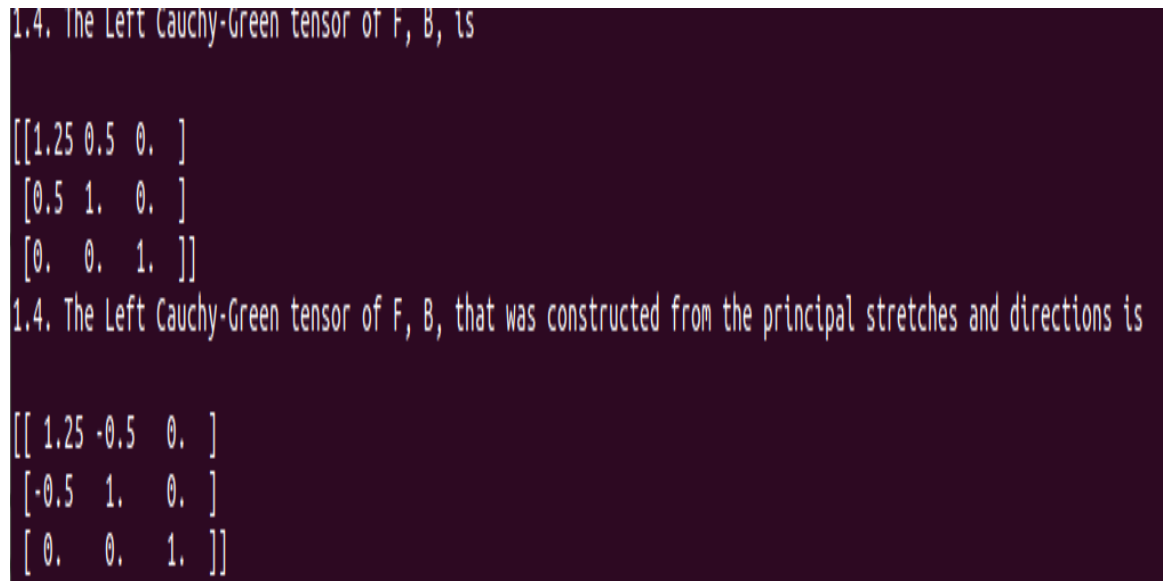 1.4. The Left Cauchy-Green tensor of F, B, is
[[1.25 0.5 0. ]
[0.5 1. 0. ]
[0. 0. 1. ]]
1.4. The Left Cauchy-Green tensor of F, B, that was constructed from the principal stretches and directions is
[[ 1.25 -0.5 0. ]
[-0.5 1. 0. ]
[ 0. 0. 1. ]]